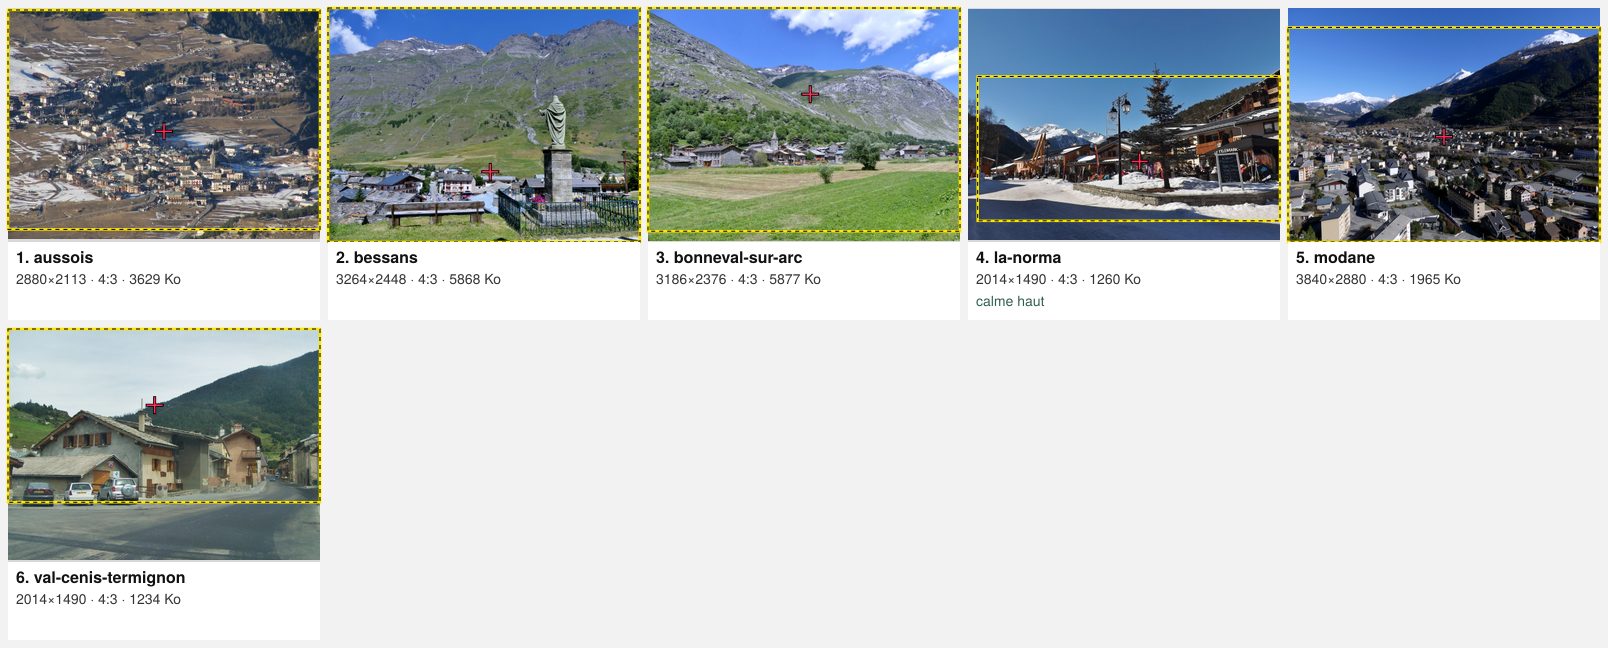 1. aussois
2880×2113 · 4:3 · 3629 Ko
2. bessans
3264×2448 · 4:3 · 5868 Ko
3. bonneval-sur-arc
3186×2376 · 4:3 · 5877 Ko
4. la-norma
2014×1490 · 4:3 · 1260 Ko
calme haut
5. modane
3840×2880 · 4:3 · 1965 Ko
6. val-cenis-termignon
2014×1490 · 4:3 · 1234 Ko